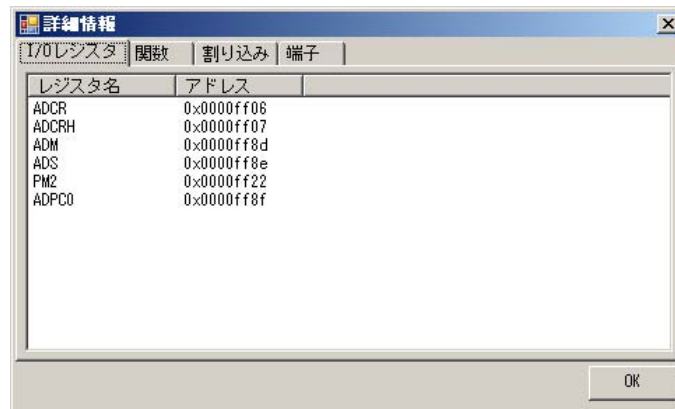 詳細情報
I/Oレジスタ 関数 割り込み 端子
レジスタ名 アドレス
ADCR 0x0000ff06
ADCRH 0x0000ff07
ADM 0x0000ff8d
ADS 0x0000ff8e
PM2 0x0000ff22
ADPC0 0x0000ff8f
OK